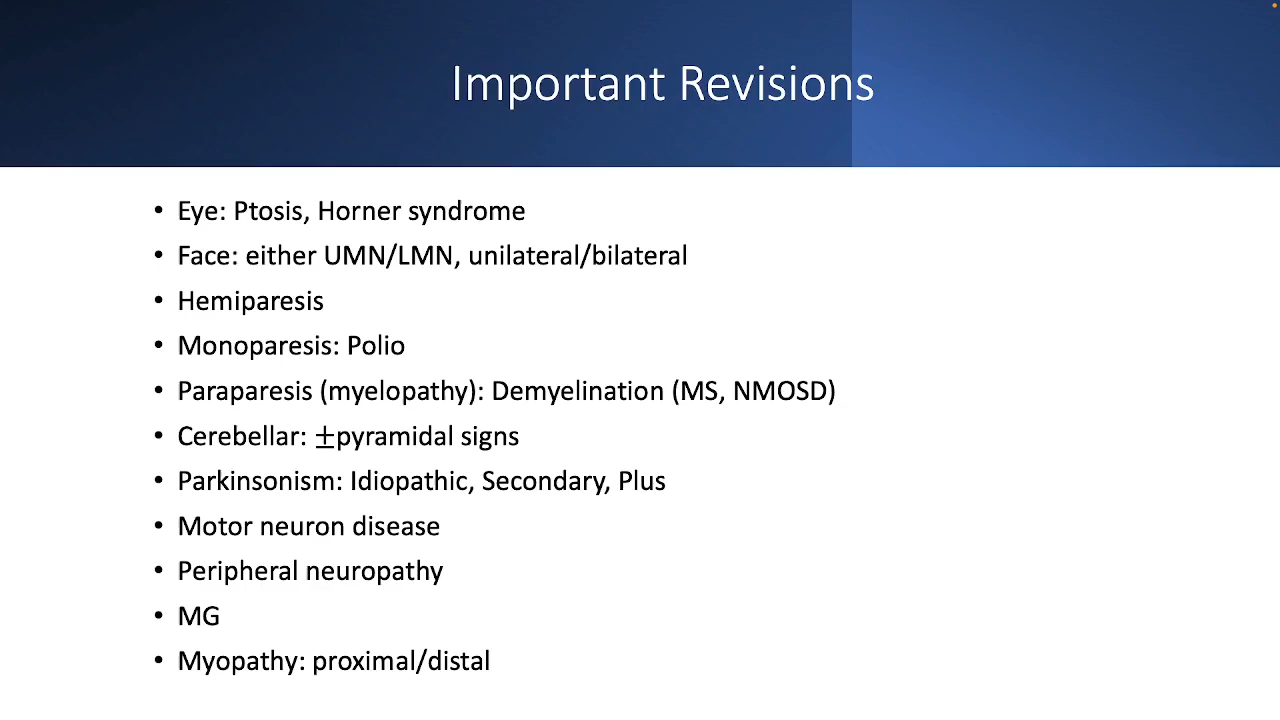 Important Revisions
• Eye: Ptosis, Horner syndrome
• Face: either UMN/LMN, unilateral/bilateral
• Hemiparesis
• Monoparesis: Polio
• Paraparesis (myelopathy): Demyelination (MS, NMOSD)
• Cerebellar: ±pyramidal signs
• Parkinsonism: Idiopathic, Secondary, Plus
• Motor neuron disease
• Peripheral neuropathy
• MG
• Myopathy: proximal/distal